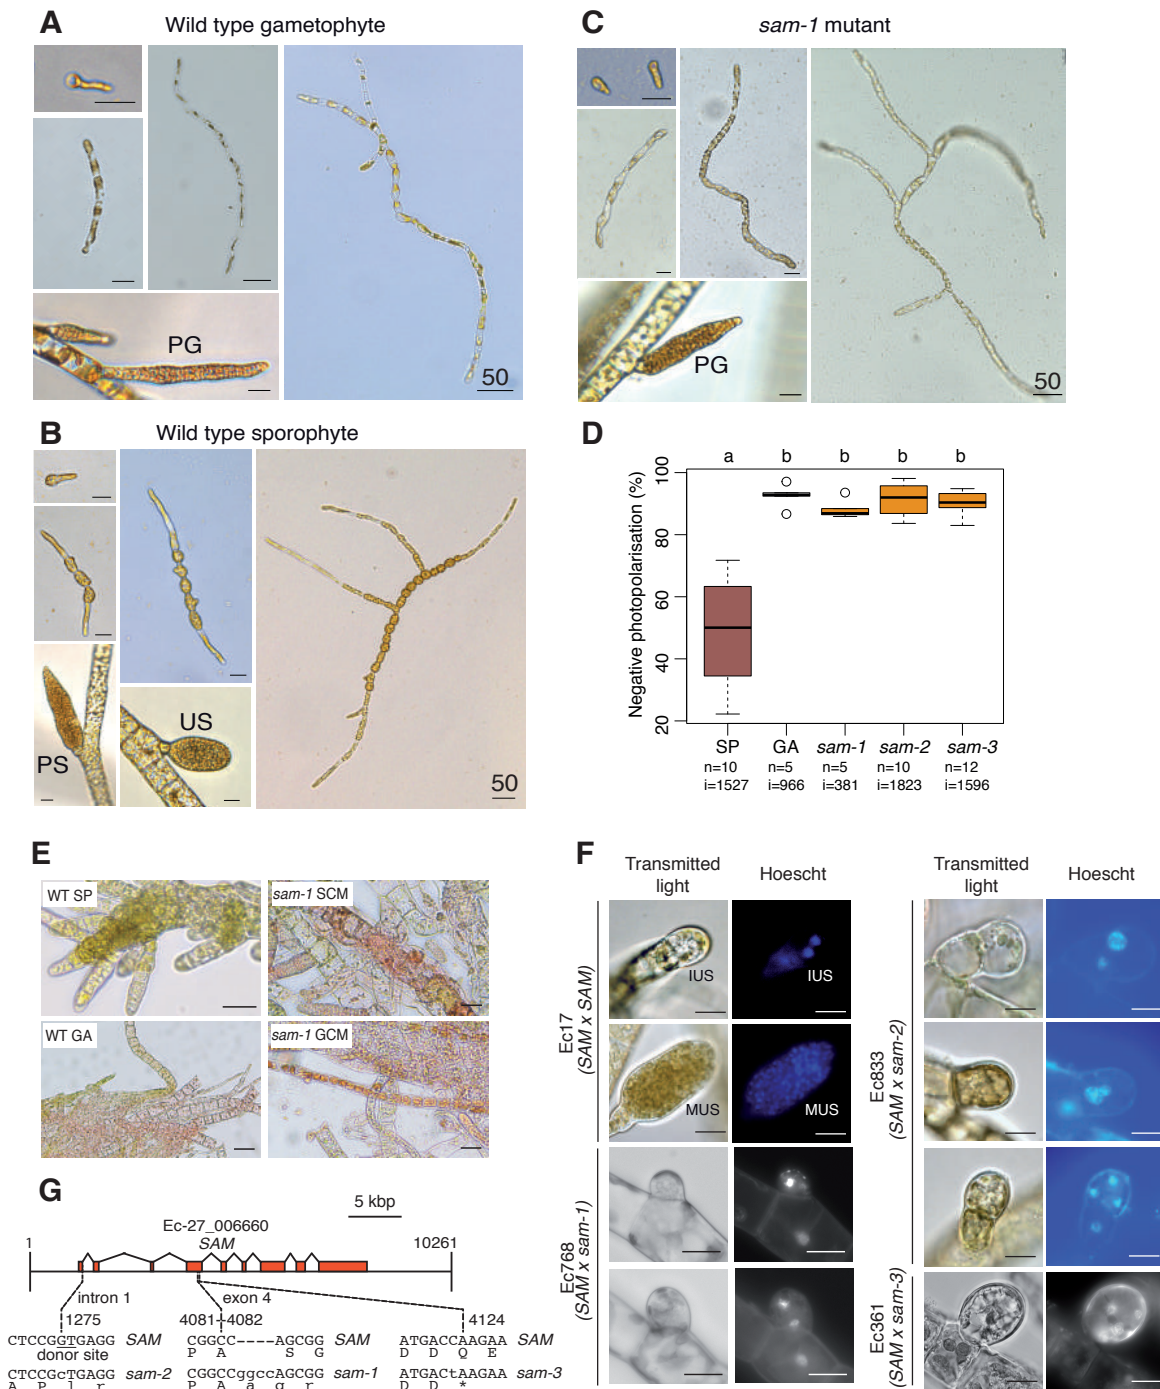 A
Wild type gametophyte
PG
50
C
sam-1 mutant
PG
50
B
Wild type sporophyte
PS
US
50
D
a b b b b
Negative photopolarisation (%)
100
80
60
40
20
SP GA sam-1 sam-2 sam-3
n=10 n=5 n=5 n=10 n=12
i=1527 i=966 i=381 i=1823 i=1596
E
WT SP
sam-1 SCM
WT GA
sam-1 GCM
F
Transmitted light
Hoescht
Transmitted light
Hoescht
Ec17
(SAM x SAM)
IUS
IUS
MUS
MUS
Ec768
(SAM x sam-1)
Ec833
(SAM x sam-2)
Ec361
(SAM x sam-3)
G
5 kbp
Ec-27_006660
1 SAM 10261
intron 1 exon 4
1275 4081 4082 4124
CTCCGGTGAGG SAM CGGCC----AGCGG SAM ATGACCAAGAA SAM
donor site P A S G D D Q E
CTCCGcTGAGG sam-2 CGGCCggccAGCGG sam-1 ATGACtAAGAA sam-3
A P l r P A a q r D D *